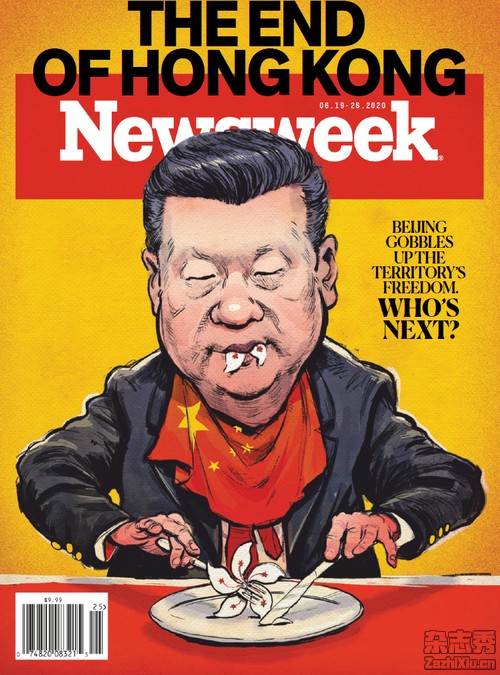 THE END
OF HONG KONG
06.19-26.2020
Newsweek
BEIJING
GOBBLES
UP THE
TERRITORY'S
FREEDOM.
WHO'S
NEXT?
$9.99
25>
0 74820 08321 3
杂志秀
ZazhiXiu.cn